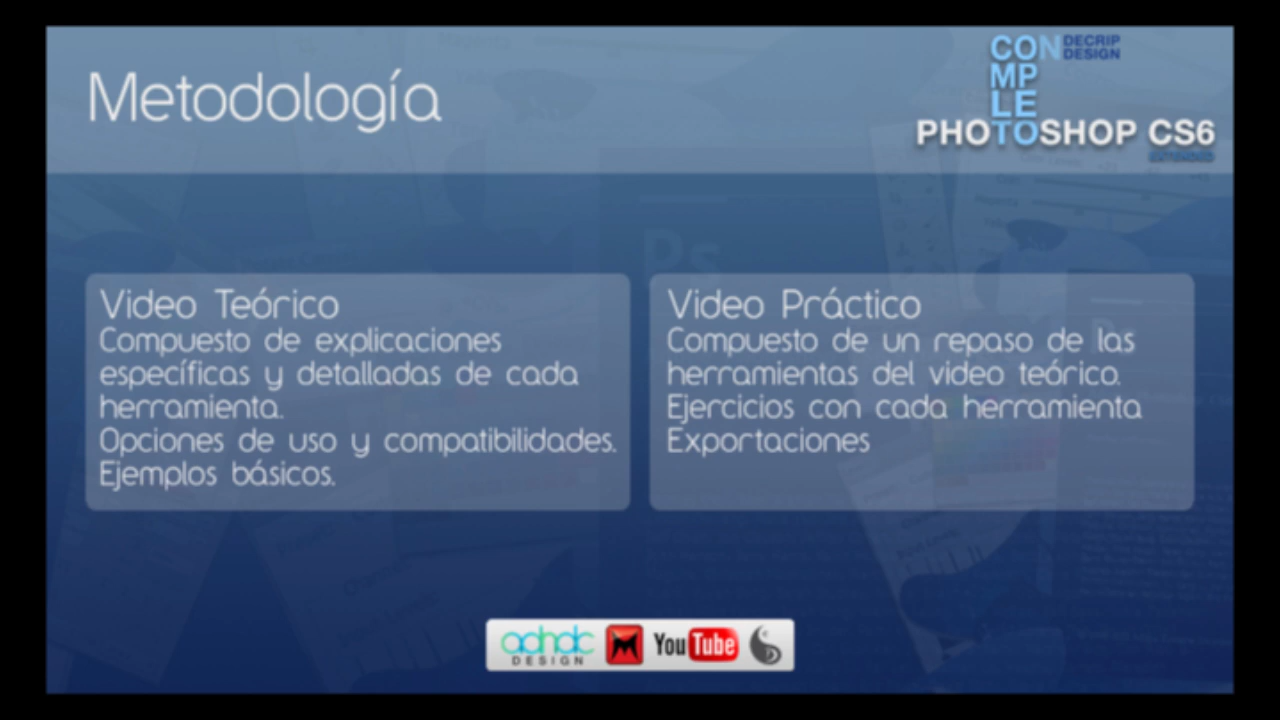 Metodología
CON DECRIP
DESIGN
MP
LE
PHOTOSHOP CS6
EXTENDED
Ps
Video Teórico
Compuesto de explicaciones
específicas y detalladas de cada
herramienta.
Opciones de uso y compatibilidades.
Ejemplos básicos.
Video Práctico
Compuesto de un repaso de las
herramientas del video teórico.
Ejercicios con cada herramienta
Exportaciones
adhdc
DESIGN
YouTube